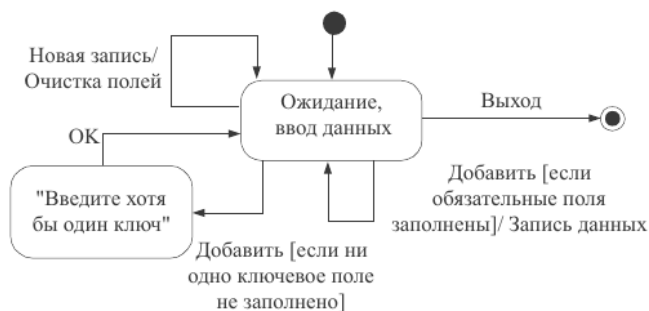 Новая запись/
Очистка полей
Ожидание,
ввод данных
Выход
OK
"Введите хотя
бы один ключ"
Добавить [если
обязательные поля
заполнены]/ Запись данных
Добавить [если ни
одно ключевое поле
не заполнено]